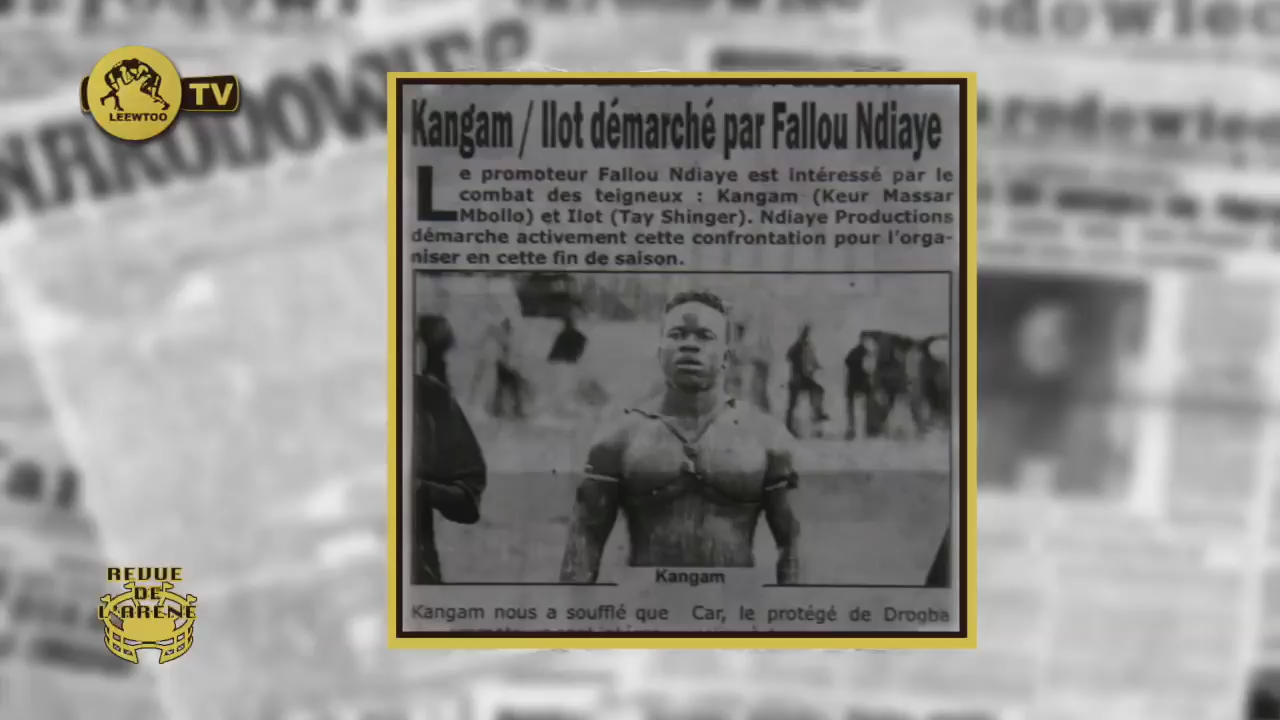 LEEWTOO
TV
NARODOWIEC
Kangam / Ilot démarché par Fallou Ndiaye
Le promoteur Fallou Ndiaye est intéressé par le
combat des teigneux : Kangam (Keur Massar
Mbollo) et Ilot (Tay Shinger). Ndiaye Productions
démarche activement cette confrontation pour l'orga-
niser en cette fin de saison.
Kangam
Kangam nous a soufflé que
Car, le protégé de Drogba
REVUE
DE
L'ARENE